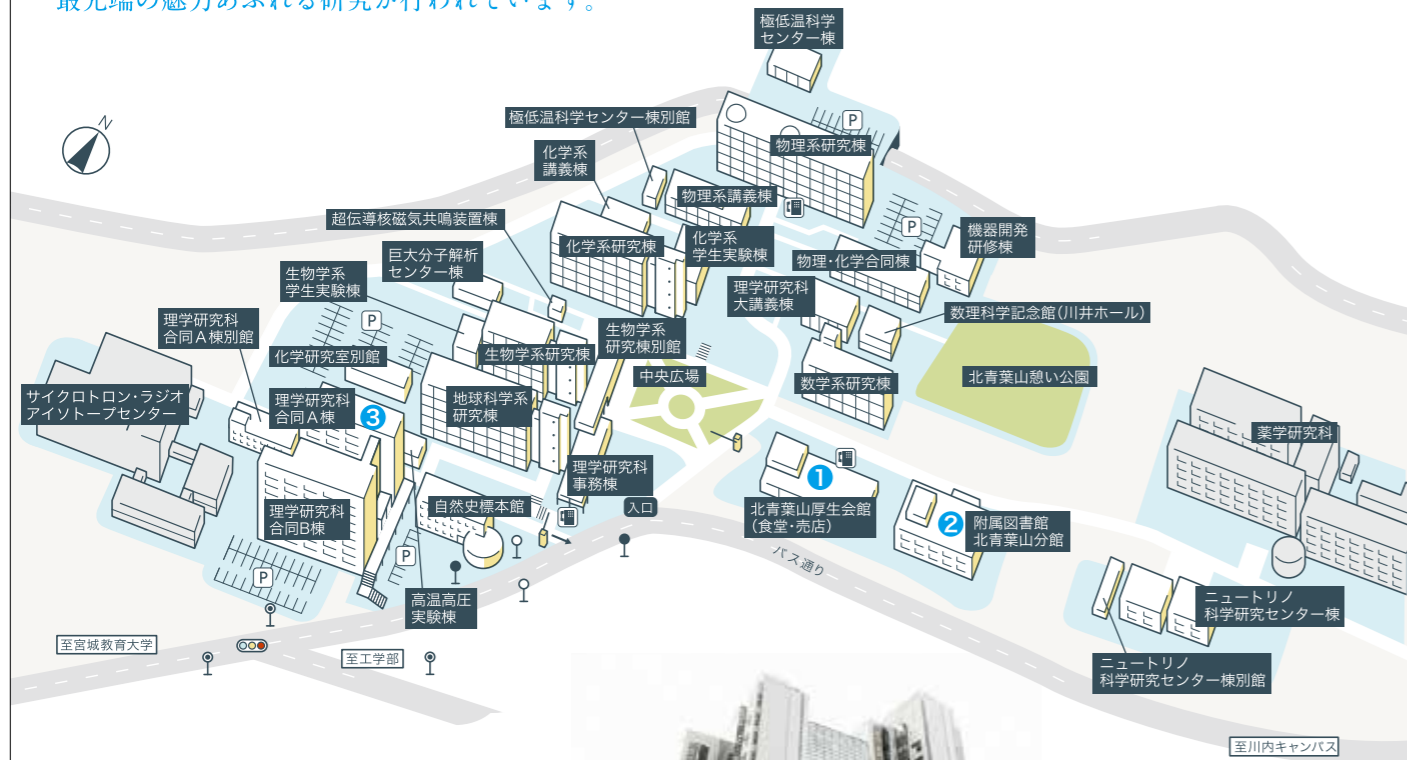 最先端の魅力あふれる研究が行われています。
極低温科学
センター棟
N
極低温科学センター棟別館
P
物理系研究棟
化学系
講義棟
物理系講義棟
超伝導核磁気共鳴装置棟
P
機器開発
研修棟
化学系研究棟
化学系
学生実験棟
物理・化学合同棟
巨大分子解析
センター棟
生物学系
学生実験棟
理学研究科
大講義棟
数理科学記念館(川井ホール)
理学研究科
合同A棟別館
P
生物学系
研究棟別館
生物学系研究棟
化学研究室別館
中央広場
北青葉山憩い公園
数学系研究棟
サイクロトロン・ラジオ
アイソトープセンター
理学研究科
合同A棟
3
地球科学系
研究棟
薬学研究科
理学研究科
事務棟
1
北青葉山厚生会館
(食堂・売店)
2
附属図書館
北青葉山分館
理学研究科
合同B棟
自然史標本館
入口
バス通り
P
P
高温高圧
実験棟
ニュートリノ
科学研究センター棟
至宮城教育大学
至工学部
ニュートリノ
科学研究センター棟別館
至川内キャンパス